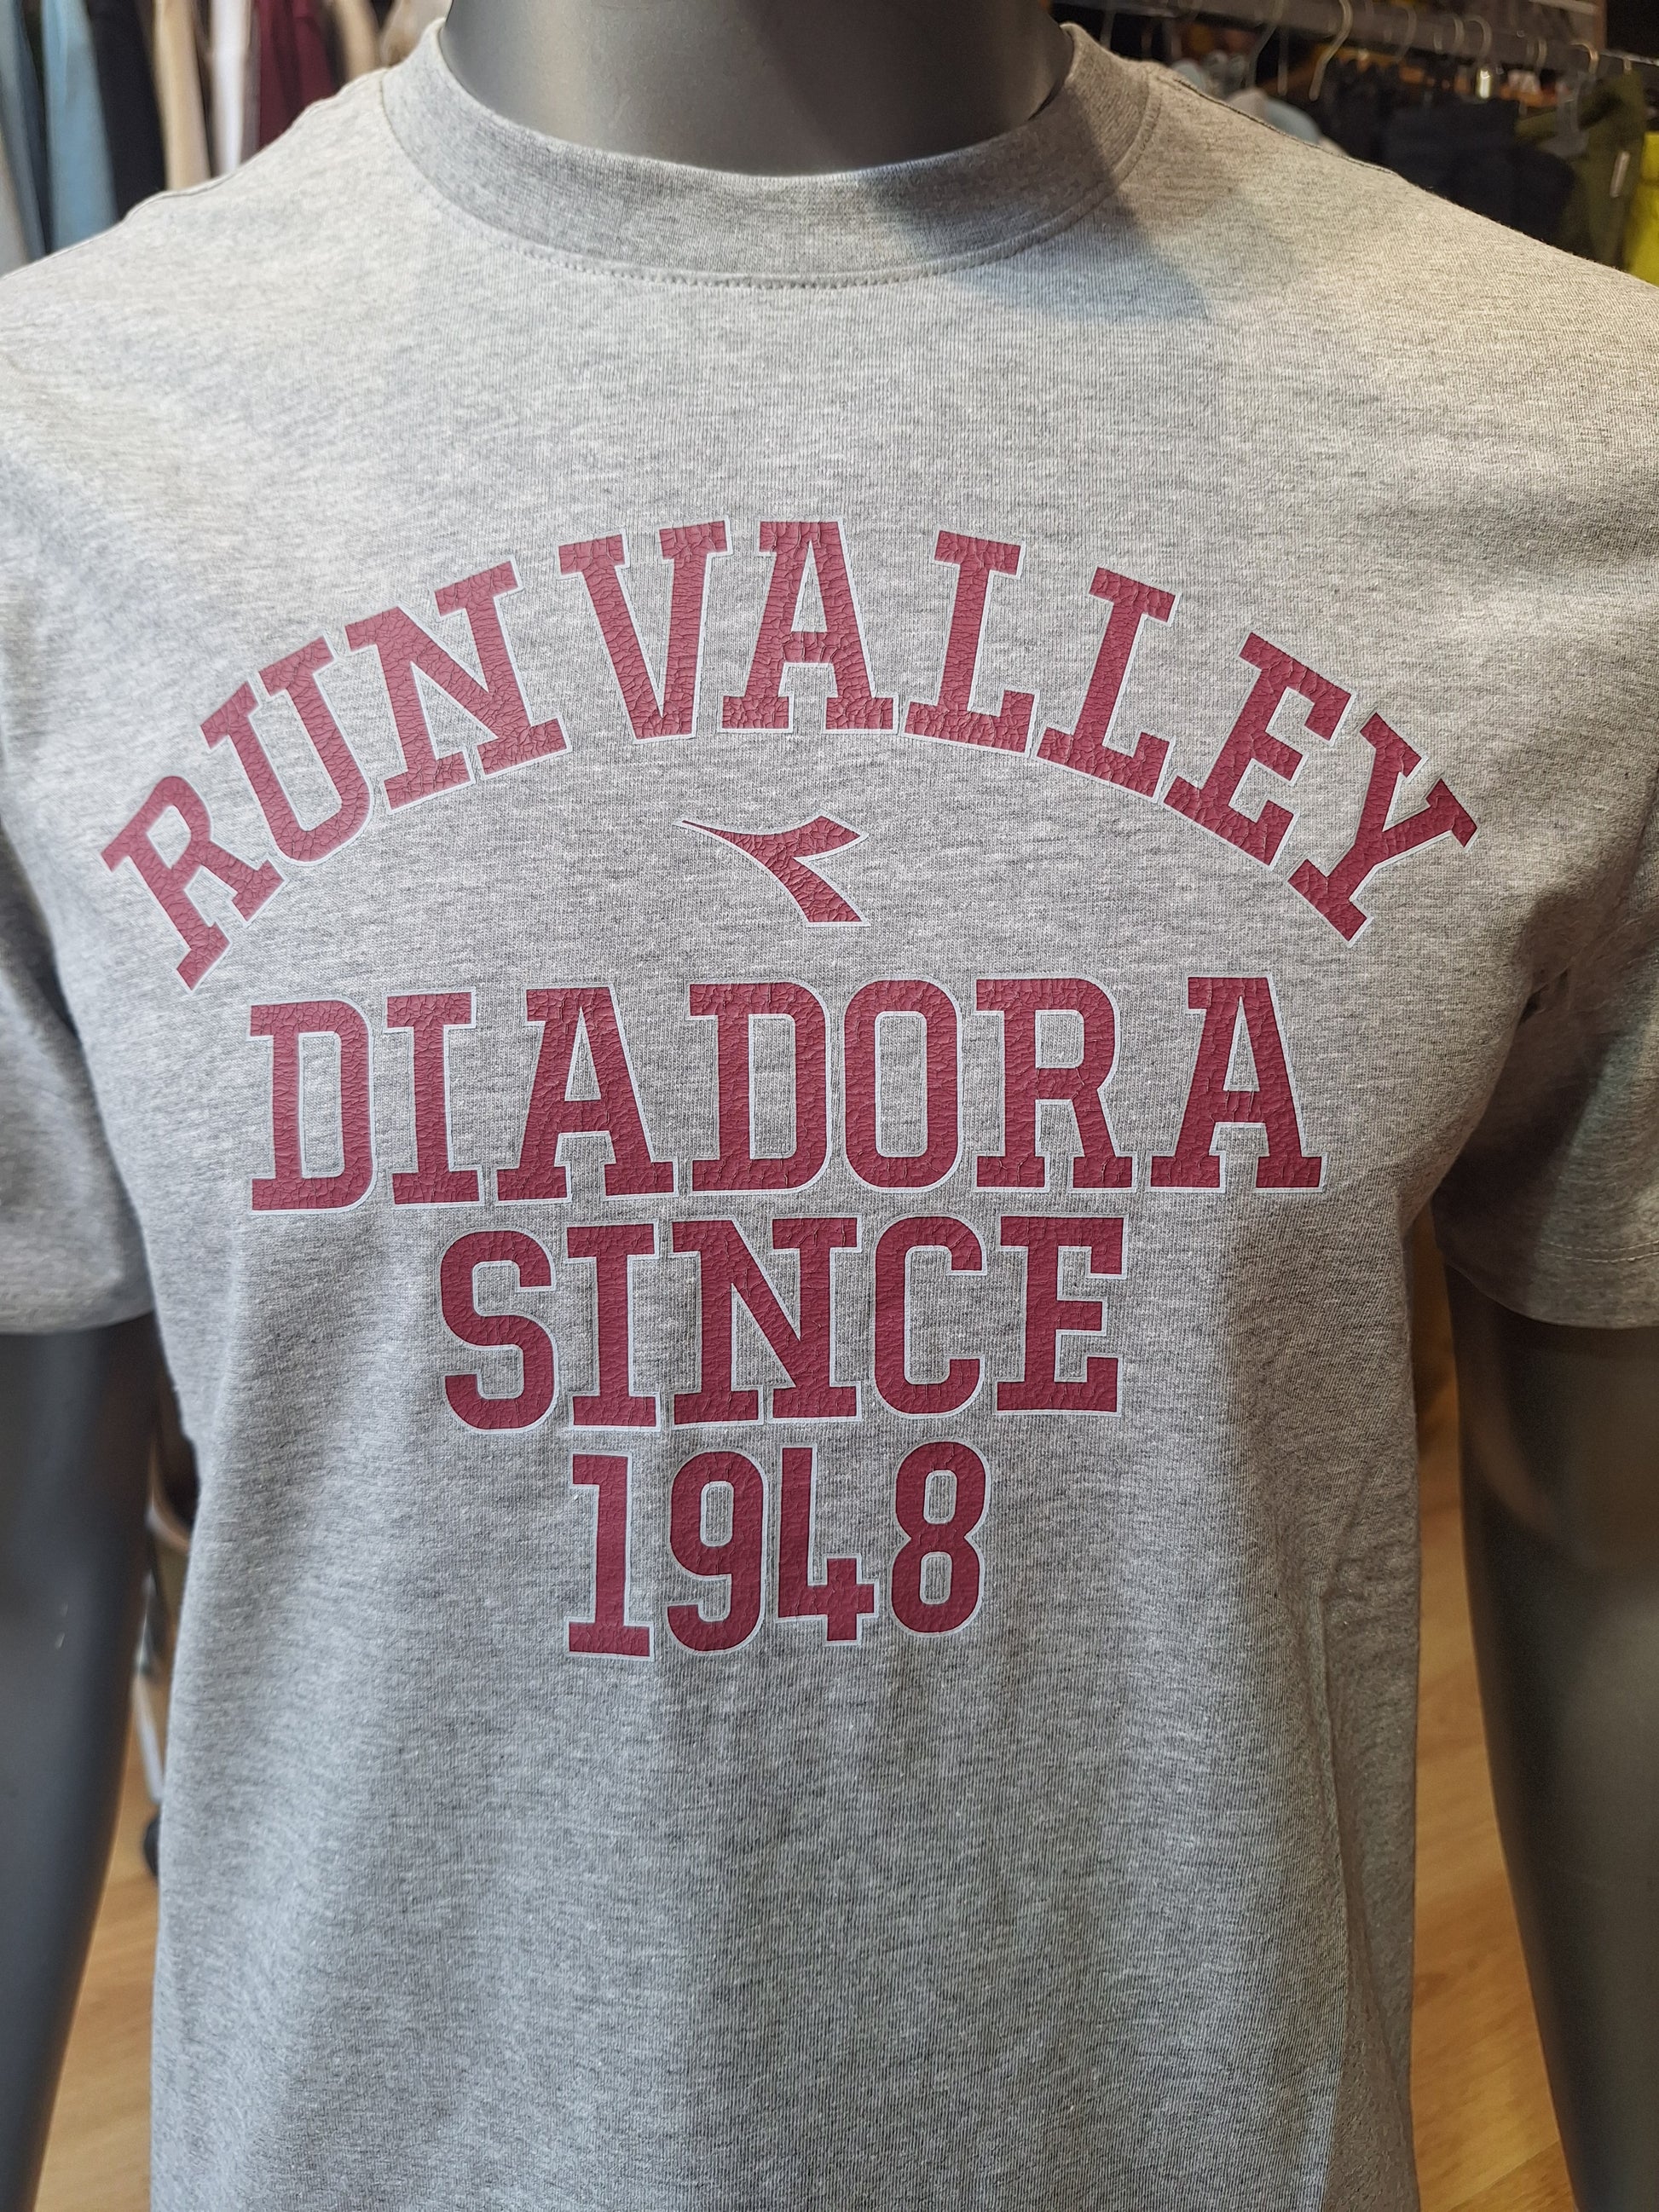 RUN VALLEY
DIADORA
SINCE
1948